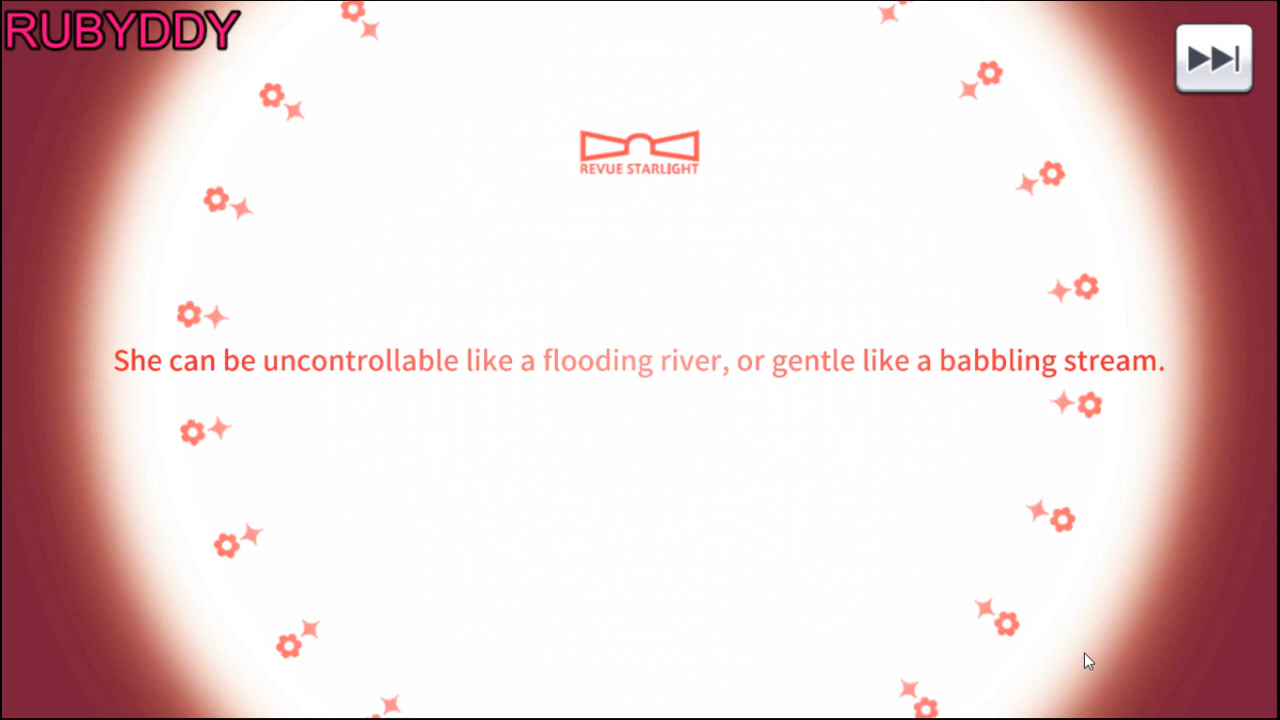 RUBYDDY
REVUE STARLIGHT
She can be uncontrollable like a flooding river, or gentle like a babbling stream.